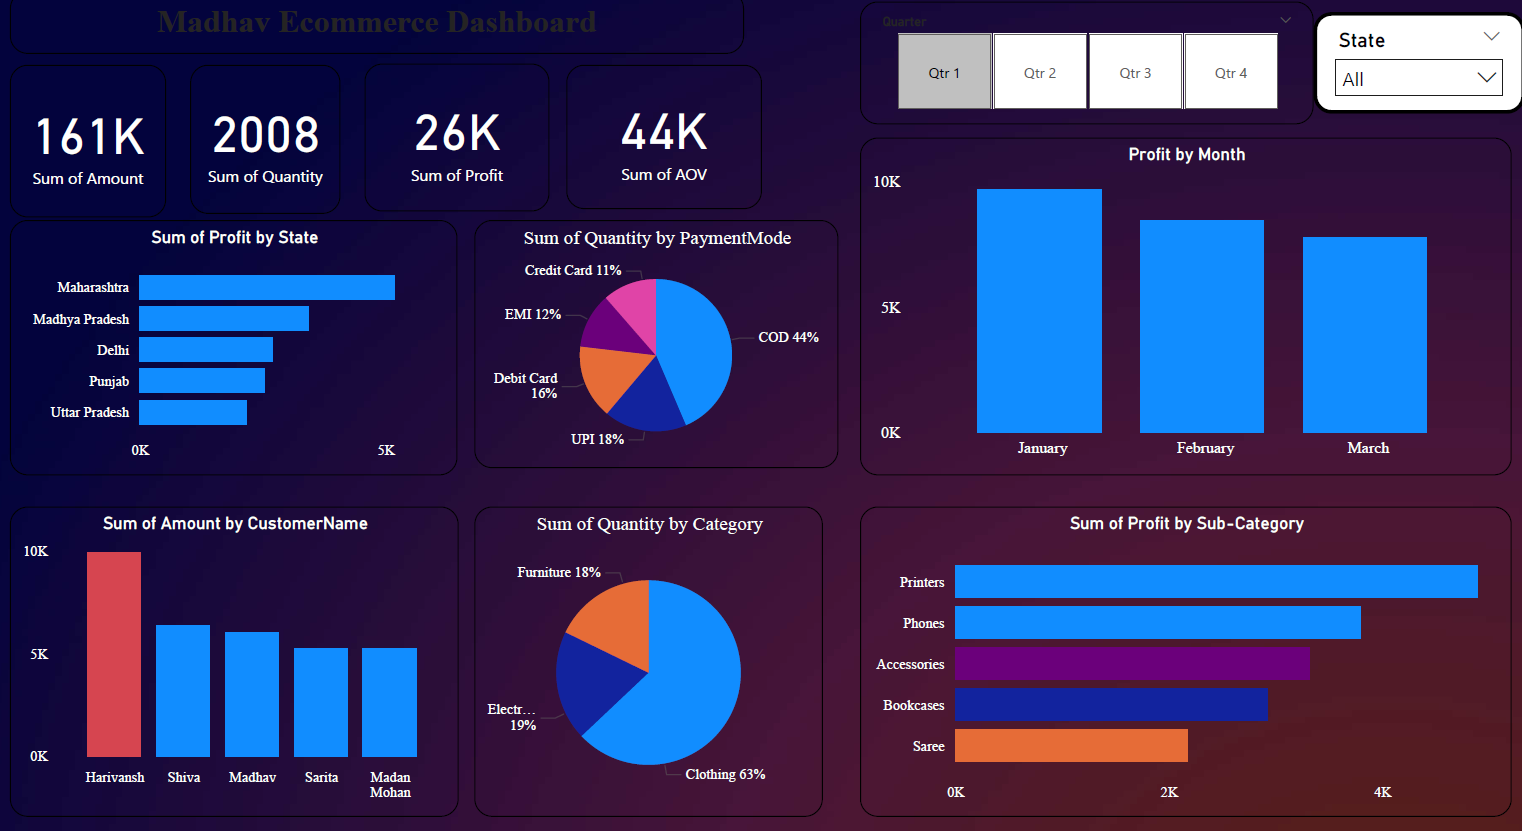 Madhav Ecommerce Dashboard
Quarter
Qtr 1
Qtr 2
Qtr 3
Qtr 4
State
All
161K
Sum of Amount
2008
Sum of Quantity
26K
Sum of Profit
44K
Sum of AOV
Sum of Profit by State
Maharashtra
Madhya Pradesh
Delhi
Punjab
Uttar Pradesh
0K
5K
Sum of Quantity by PaymentMode
Credit Card 11%
EMI 12%
COD 44%
Debit Card
16%
UPI 18%
Profit by Month
10K
5K
0K
January
February
March
Sum of Amount by CustomerName
10K
5K
0K
Harivansh
Shiva
Madhav
Sarita
Madan
Mohan
Sum of Quantity by Category
Furniture 18%
Electr...
19%
Clothing 63%
Sum of Profit by Sub-Category
Printers
Phones
Accessories
Bookcases
Saree
0K
2K
4K